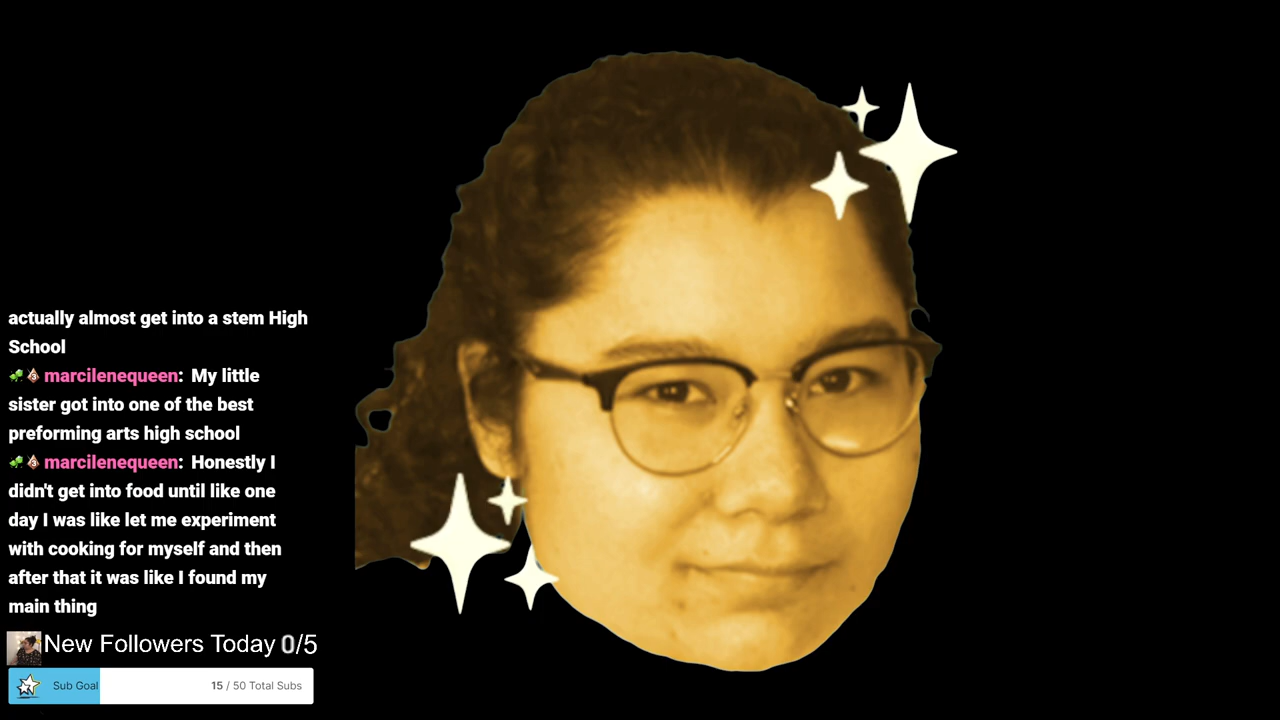 actually almost get into a stem High
School
marcilenequeen: My little
sister got into one of the best
preforming arts high school
marcilenequeen: Honestly I
didn't get into food until like one
day I was like let me experiment
with cooking for myself and then
after that it was like I found my
main thing
New Followers Today 0/5
Sub Goal 15 / 50 Total Subs